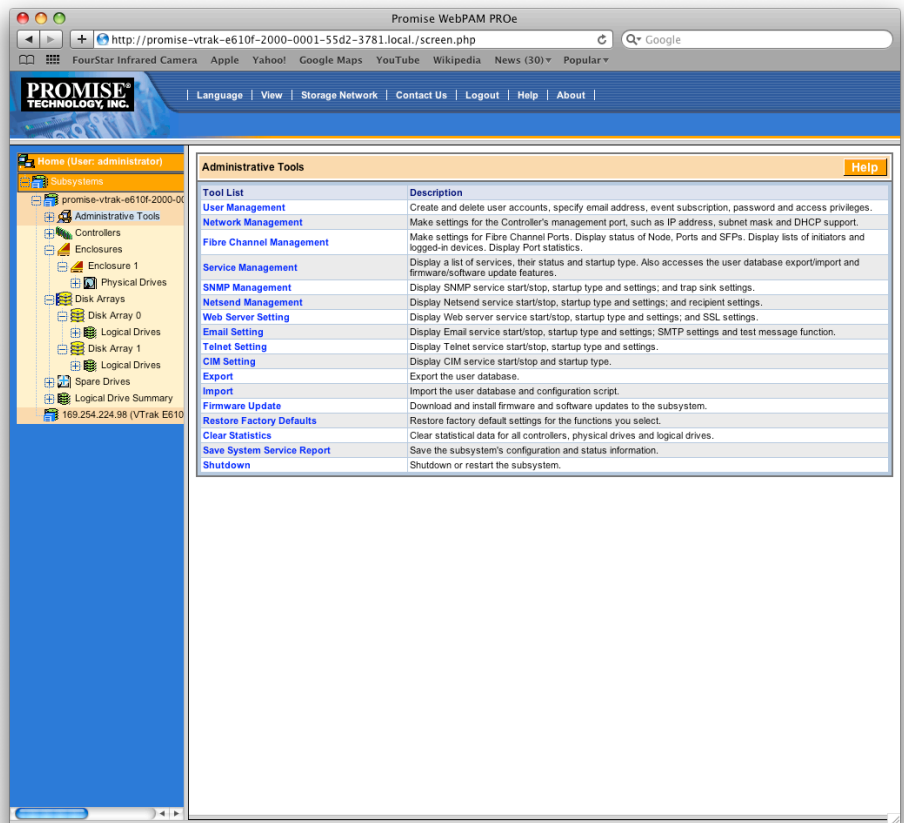 Promise WebPAM PROe
http://promise-vtrak-e610f-2000-0001-55d2-3781.local./screen.php
Google
FourStar Infrared Camera Apple Yahoo! Google Maps YouTube Wikipedia News (30) Popular
PROMISE®
TECHNOLOGY, INC.
| Language | View | Storage Network | Contact Us | Logout | Help | About |
Home (User: administrator)
Subsystems
promise-vtrak-e610f-2000-00
Administrative Tools
Controllers
Enclosures
Enclosure 1
Physical Drives
Disk Arrays
Disk Array 0
Logical Drives
Disk Array 1
Logical Drives
Spare Drives
Logical Drive Summary
169.254.224.98 (VTrak E610
Administrative Tools
Help
Tool List Description
User Management Create and delete user accounts, specify email address, event subscription, password and access privileges.
Network Management Make settings for the Controller's management port, such as IP address, subnet mask and DHCP support.
Fibre Channel Management Make settings for Fibre Channel Ports. Display status of Node, Ports and SFPs. Display lists of initiators and
logged-in devices. Display Port statistics.
Service Management Display a list of services, their status and startup type. Also accesses the user database export/import and
firmware/software update features.
SNMP Management Display SNMP service start/stop, startup type and settings; and trap sink settings.
Netsend Management Display Netsend service start/stop, startup type and settings; and recipient settings.
Web Server Setting Display Web server service start/stop, startup type and settings; and SSL settings.
Email Setting Display Email service start/stop, startup type and settings; SMTP settings and test message function.
Telnet Setting Display Telnet service start/stop, startup type and settings.
CIM Setting Display CIM service start/stop and startup type.
Export Export the user database.
Import Import the user database and configuration script.
Firmware Update Download and install firmware and software updates to the subsystem.
Restore Factory Defaults Restore factory default settings for the functions you select.
Clear Statistics Clear statistical data for all controllers, physical drives and logical drives.
Save System Service Report Save the subsystem's configuration and status information.
Shutdown Shutdown or restart the subsystem.